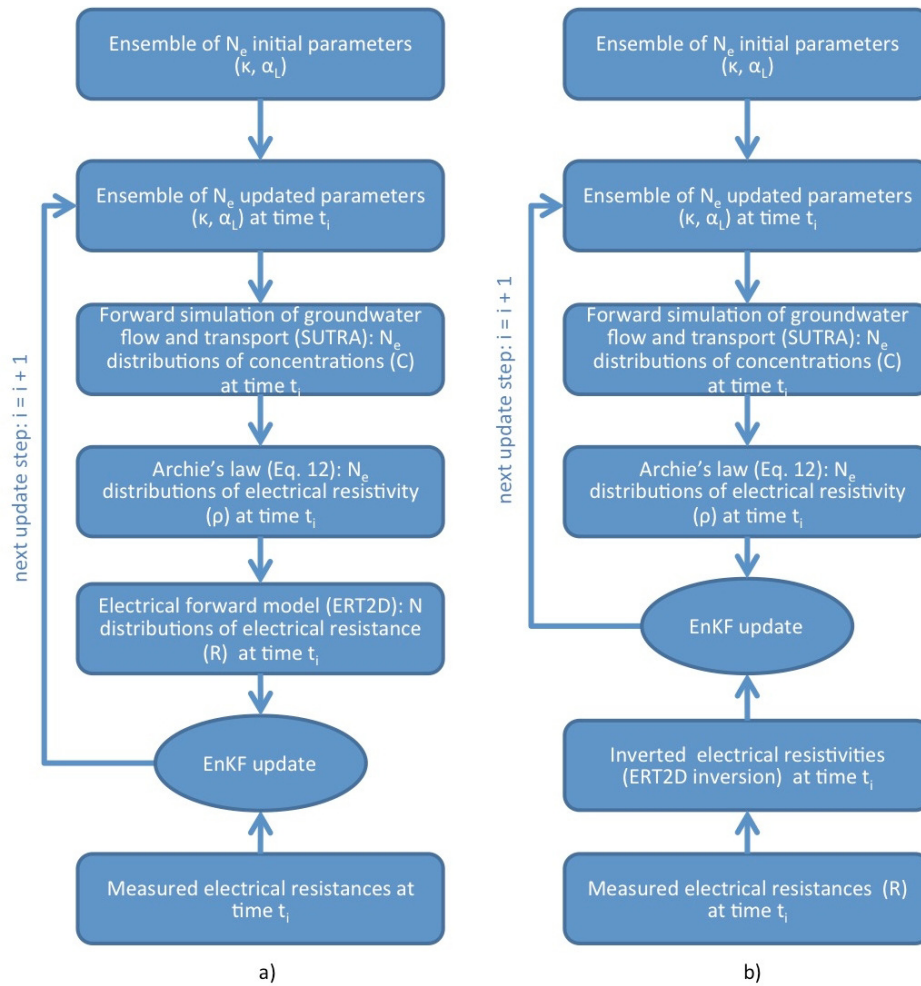 Ensemble of Nₑ initial parameters
(κ, α_L)
Ensemble of Nₑ updated parameters
(κ, α_L) at time tᵢ
Forward simulation of groundwater
flow and transport (SUTRA): Nₑ
distributions of concentrations (C)
at time tᵢ
Archie's law (Eq. 12): Nₑ
distributions of electrical resistivity
(ρ) at time tᵢ
Electrical forward model (ERT2D): N
distributions of electrical resistance
(R) at time tᵢ
EnKF update
Measured electrical resistances at
time tᵢ
next update step: i = i + 1
a)
Ensemble of Nₑ initial parameters
(κ, α_L)
Ensemble of Nₑ updated parameters
(κ, α_L) at time tᵢ
Forward simulation of groundwater
flow and transport (SUTRA): Nₑ
distributions of concentrations (C)
at time tᵢ
Archie's law (Eq. 12): Nₑ
distributions of electrical resistivity
(ρ) at time tᵢ
EnKF update
Inverted electrical resistivities
(ERT2D inversion) at time tᵢ
Measured electrical resistances (R)
at time tᵢ
next update step: i = i + 1
b)